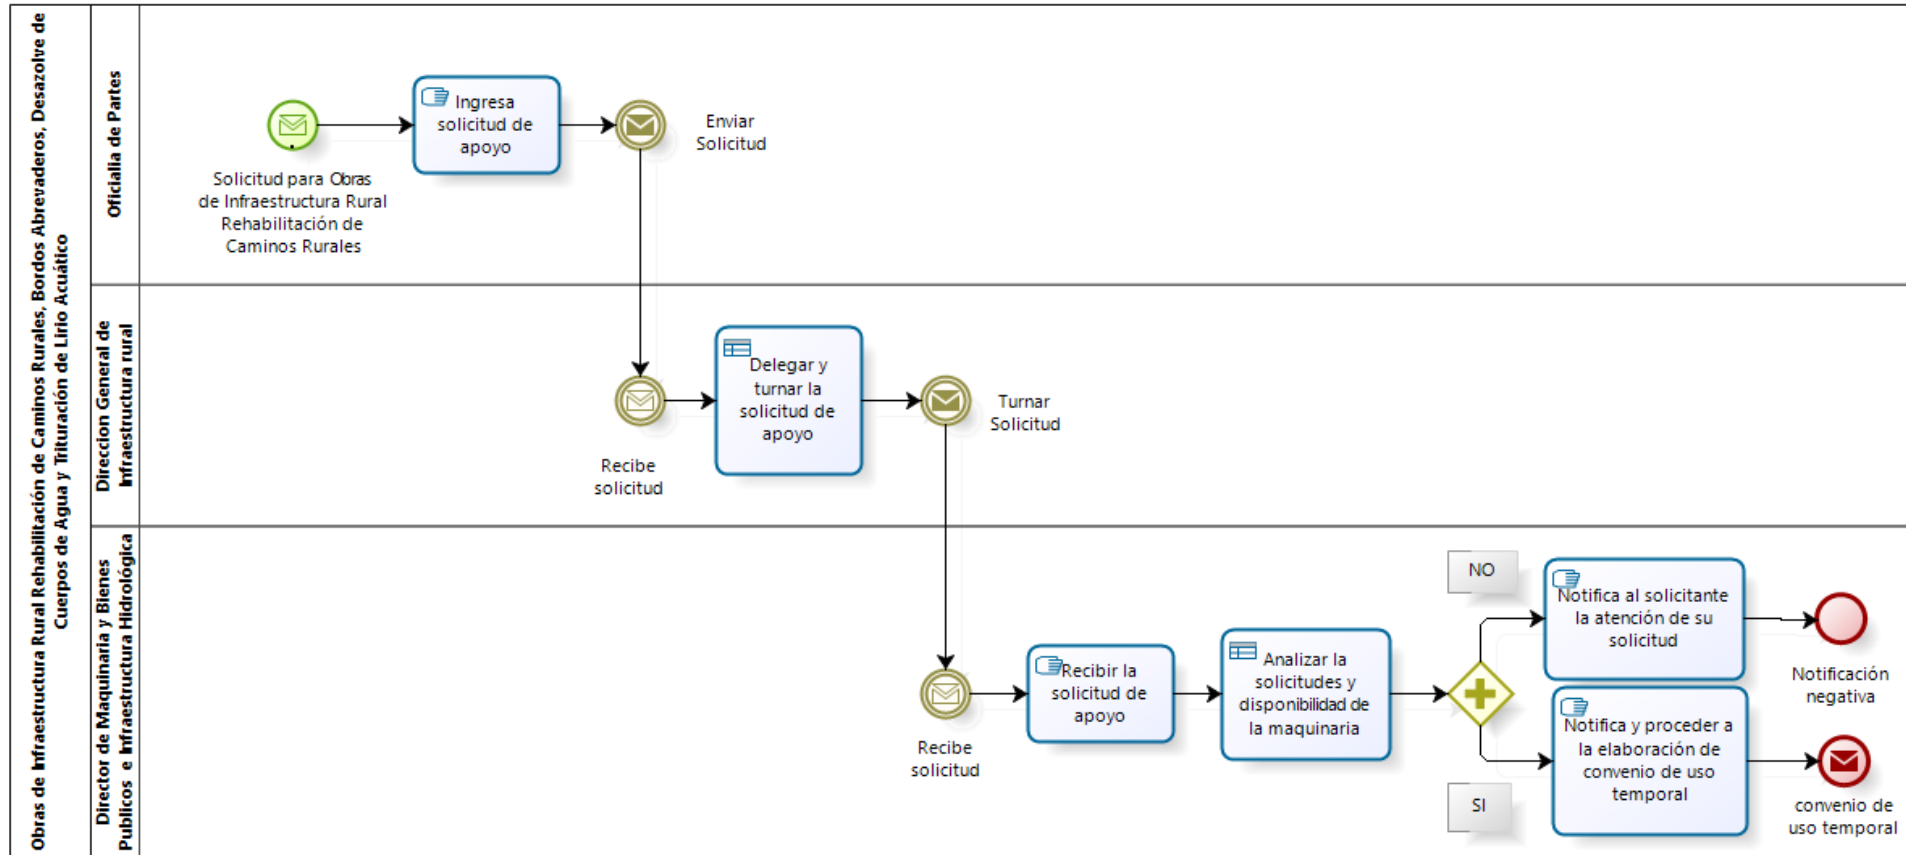 Obras de Infraestructura Rural Rehabilitación de Caminos Rurales, Bordos Abrevaderos, Desazolve de
Cuerpos de Agua y Trituración de Lirio Acuático
Oficialia de Partes
Solicitud para Obras
de Infraestructura Rural
Rehabilitación de
Caminos Rurales
Ingresa
solicitud de
apoyo
Enviar
Solicitud
Direccion General de
Infraestructura rural
Recibe
solicitud
Delegar y
turnar la
solicitud de
apoyo
Turnar
Solicitud
Director de Maquinaria y Bienes
Publicos e Infraestructura Hidrológica
Recibe
solicitud
Recibir la
solicitud de
apoyo
Analizar la
solicitudes y
disponibilidad de
la maquinaria
NO
Notifica al solicitante
la atención de su
solicitud
Notificación
negativa
SI
Notifica y proceder a
la elaboración de
convenio de uso
temporal
convenio de
uso temporal